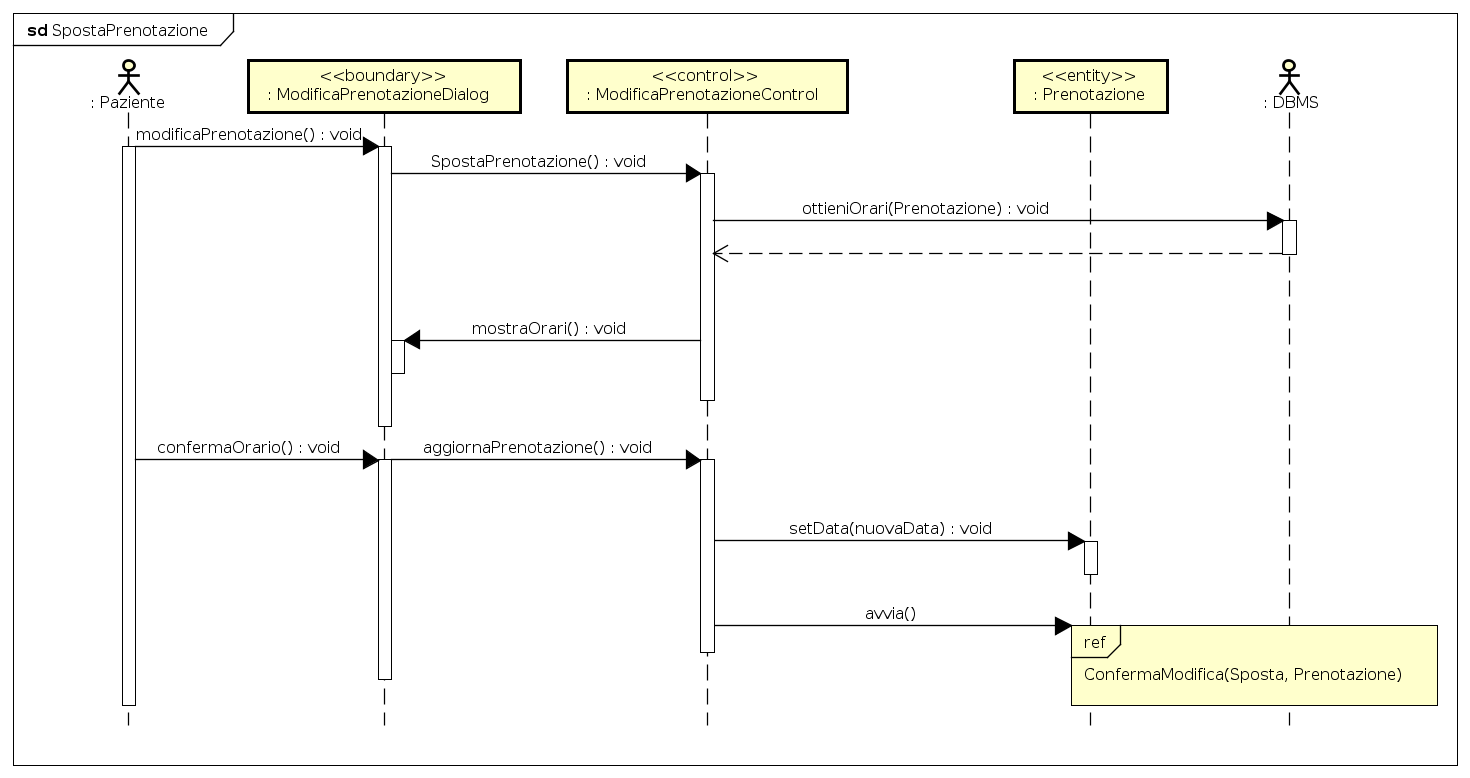 sd SpostaPrenotazione
: Paziente
<<boundary>>
: ModificaPrenotazioneDialog
<<control>>
: ModificaPrenotazioneControl
<<entity>>
: Prenotazione
: DBMS
modificaPrenotazione() : void
SpostaPrenotazione() : void
ottieniOrari(Prenotazione) : void
mostraOrari() : void
confermaOrario() : void
aggiornaPrenotazione() : void
setData(nuovaData) : void
avvia()
ref
ConfermaModifica(Sposta, Prenotazione)